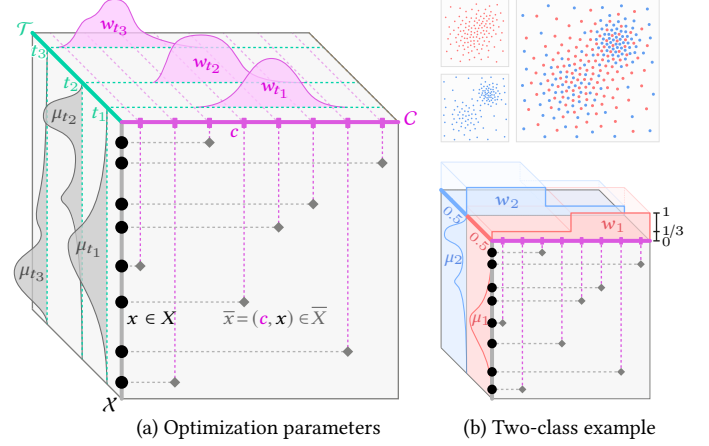 𝒯
w_{t_3}
w_{t_2}
w_{t_1}
t_3
t_2
t_1
C
c
μ_{t_2}
μ_{t_1}
μ_{t_3}
x ∈ X
x̅ = (c, x) ∈ X̅
𝒳
(a) Optimization parameters
w_2
w_1
1
1/3
0
0.5
0.5
μ_2
μ_1
(b) Two-class example